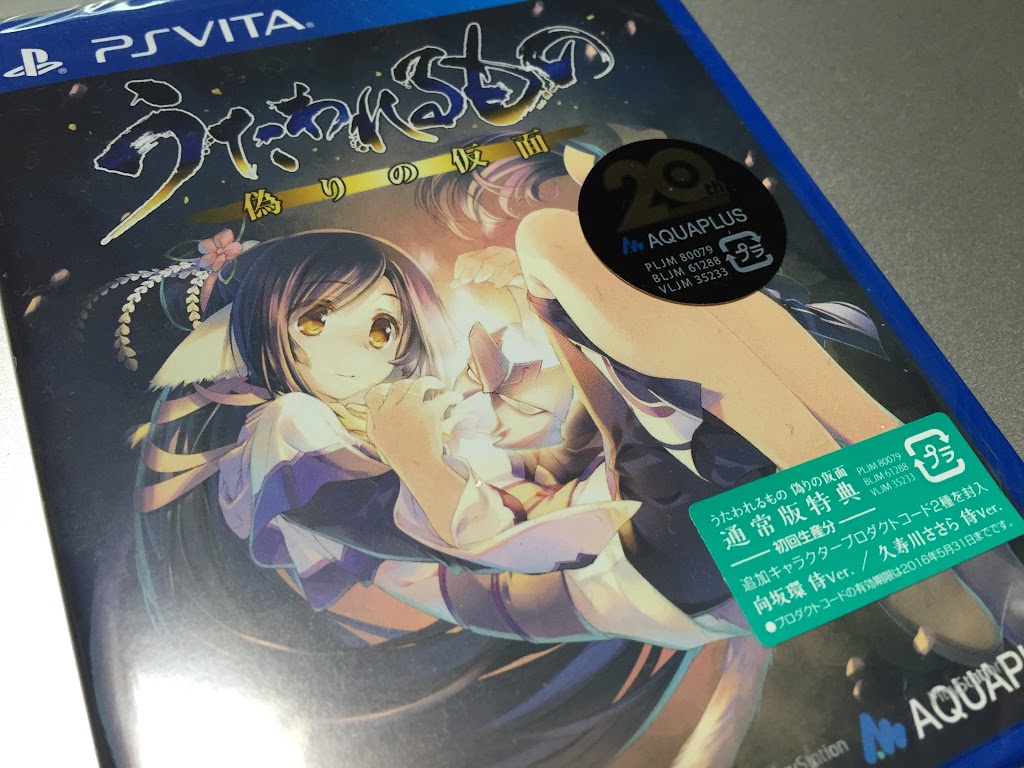 PSVITA
うたわれるもの
偽りの仮面
20th
AQUAPLUS
PLJM 80079
BLJM 61288
VLJM 35233
プラ
うたわれるもの 偽りの仮面
通常版特典
初回生産分
PLJM 80079
BLJM 61288
VLJM 35233
プラ
追加キャラクタープロダクトコード2種を封入
向坂環 侍Ver. / 久寿川ささら 侍Ver.
●プロダクトコードの有効期限は2016年5月31日までです。
AQUAPL